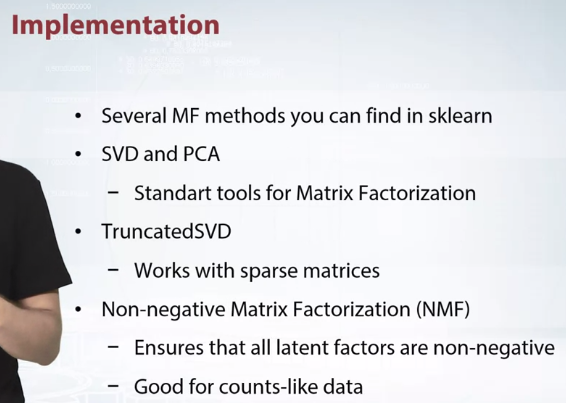 Implementation
• Several MF methods you can find in sklearn
• SVD and PCA
– Standart tools for Matrix Factorization
• TruncatedSVD
– Works with sparse matrices
• Non-negative Matrix Factorization (NMF)
– Ensures that all latent factors are non-negative
– Good for counts-like data